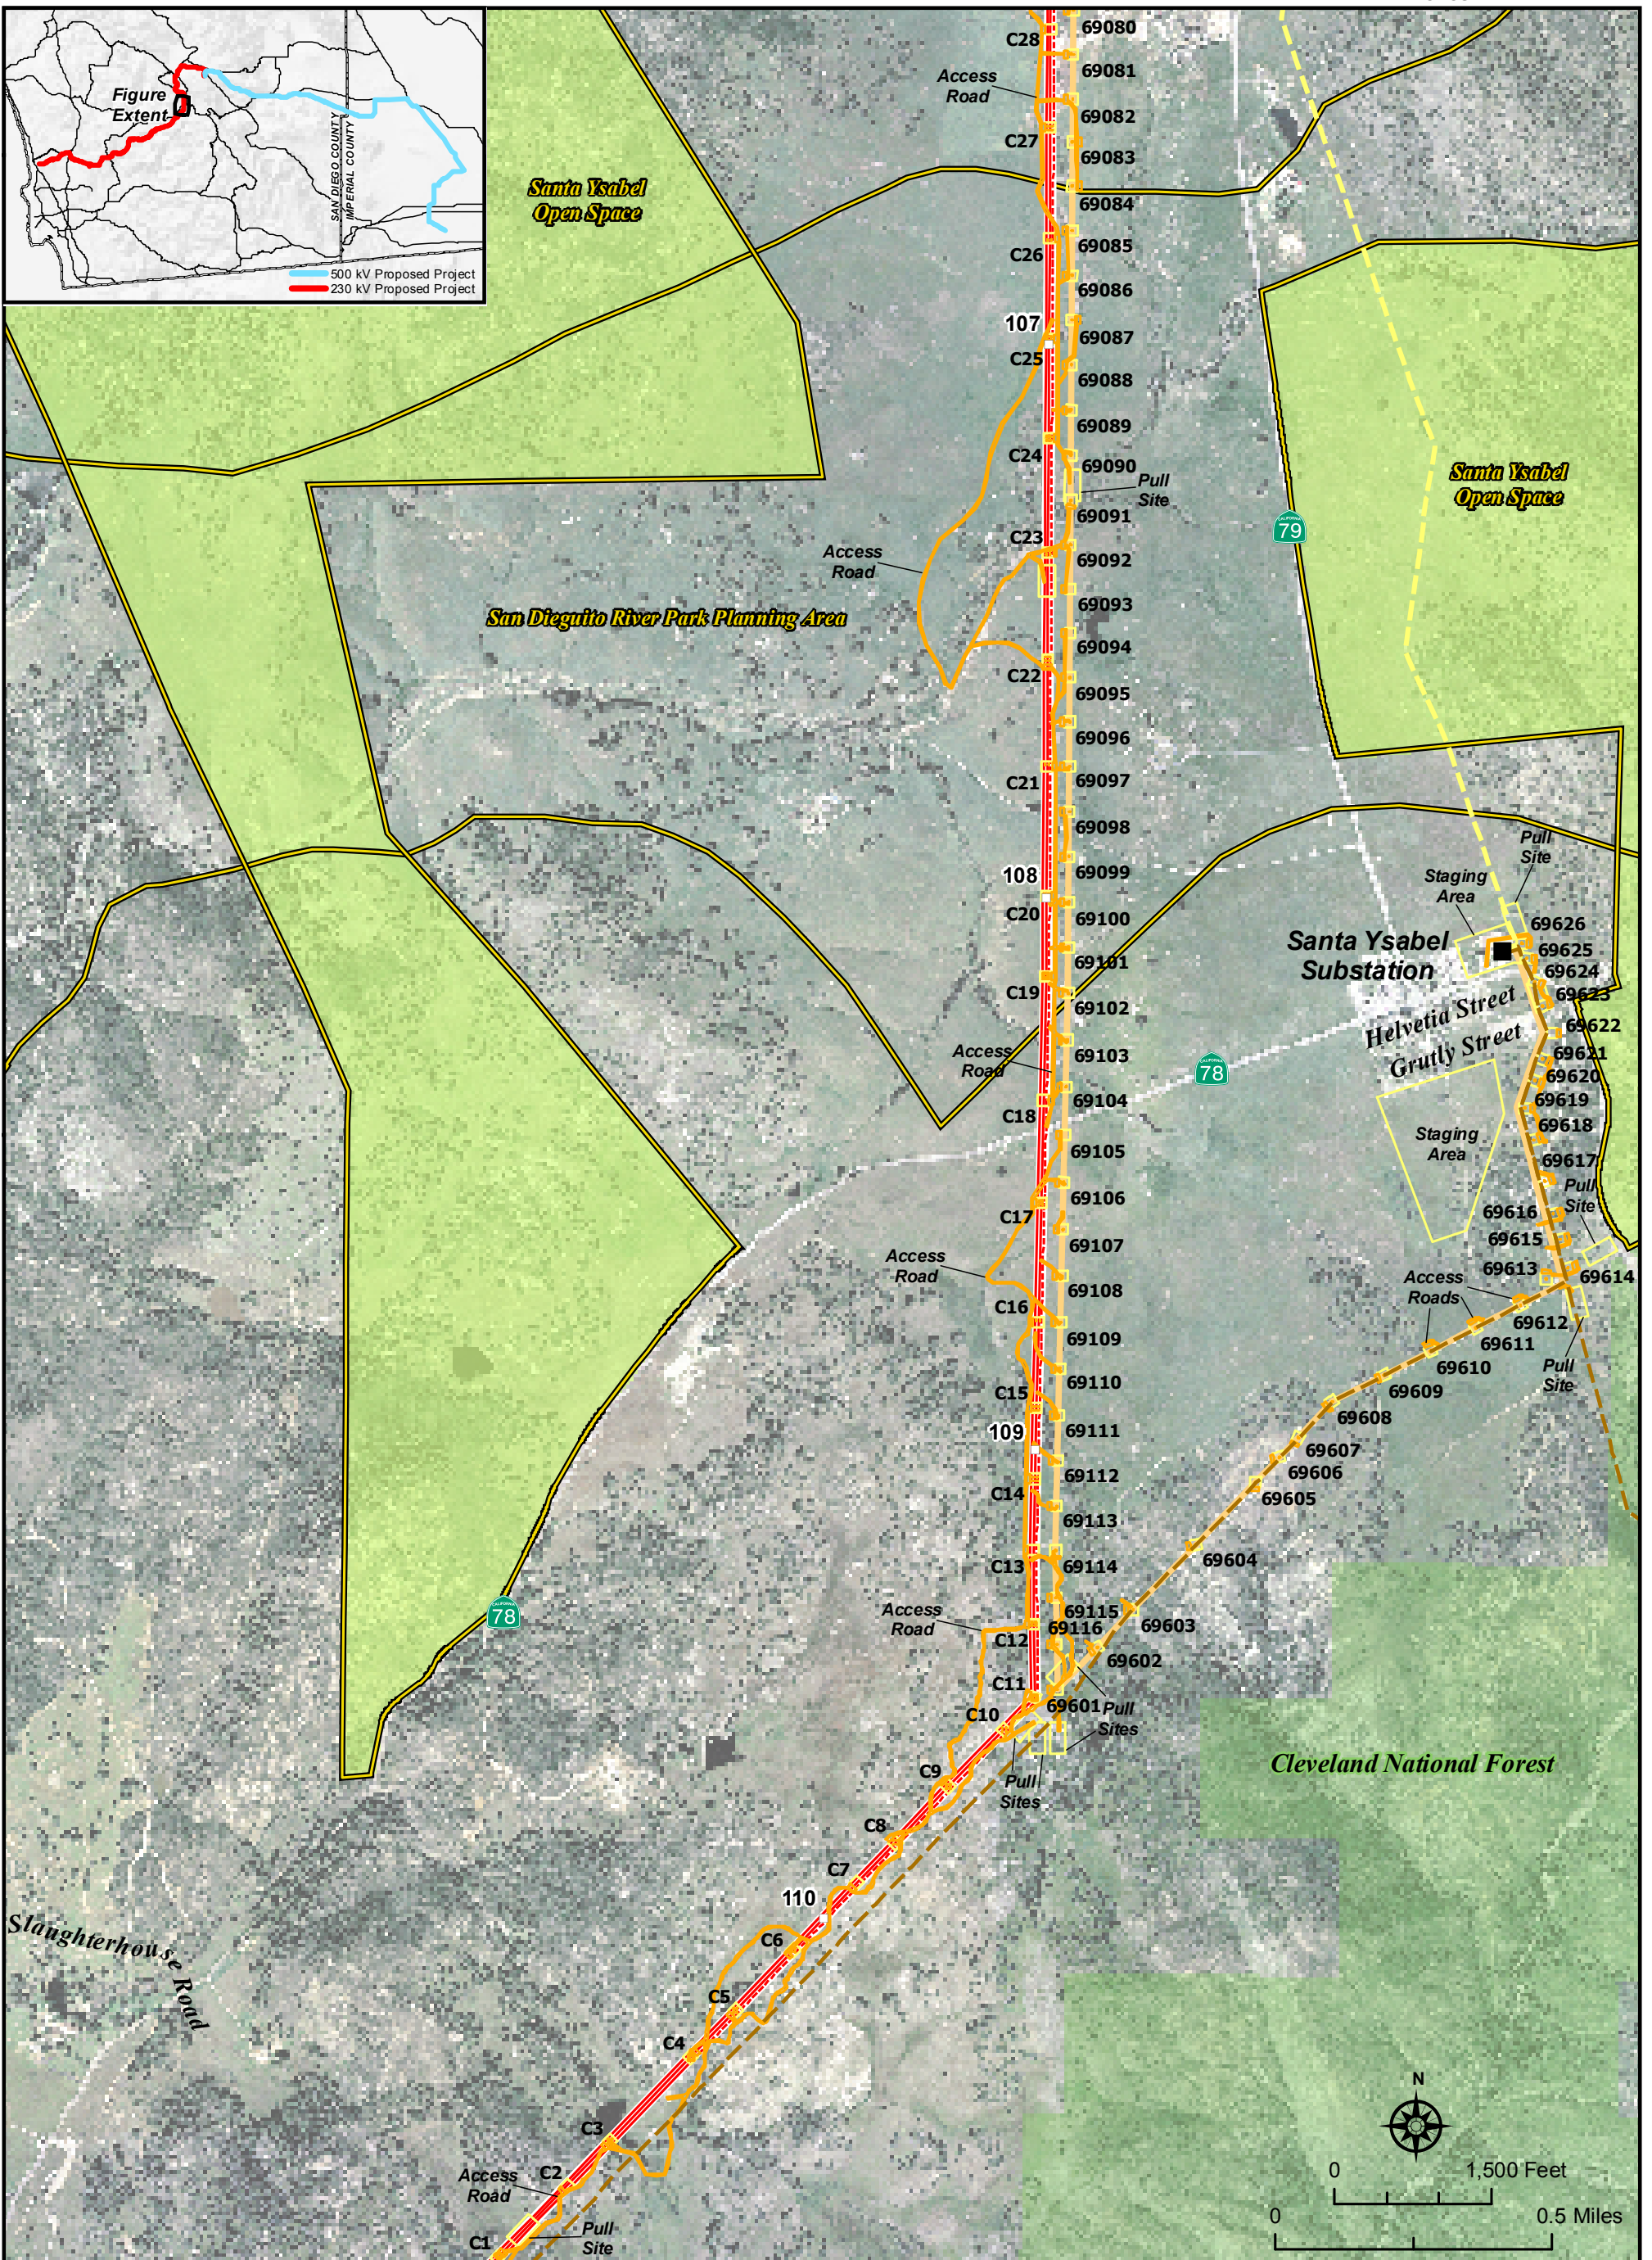 Figure
Extent
SAN DIEGO COUNTY
IMPERIAL COUNTY
500 kV Proposed Project
230 kV Proposed Project
Santa Ysabel
Open Space
C28
69080
69081
Access
Road
69082
C27
69083
69084
69085
C26
69086
107
69087
C25
69088
69089
C24
69090
Pull
Site
69091
C23
69092
Access
Road
69093
San Dieguito River Park Planning Area
69094
C22
69095
69096
C21
69097
69098
69099
108
C20
69100
69101
C19
69102
69103
Access
Road
69104
C18
69105
69106
C17
69107
Access
Road
69108
C16
69109
69110
C15
69111
109
69112
C14
69113
C13
69114
69115
Access
Road
69116
C12
C11
69601
Pull
Sites
C10
C9
Pull
Sites
C8
C7
110
C6
C5
C4
C3
C2
Access
Road
C1
Pull
Site
Santa Ysabel
Open Space
CALIFORNIA
79
Pull
Site
Staging
Area
Santa Ysabel
Substation
69626
69625
69624
69623
Helvetia Street
69622
Grutly Street
69621
69620
69619
69618
CALIFORNIA
78
Staging
Area
69617
Pull
Site
69616
69615
69613
69614
Access
Roads
69612
69611
69610
Pull
Site
69609
69608
69607
69606
69605
69604
69603
69602
CALIFORNIA
78
Cleveland National Forest
Slaughterhouse Road
N
0 1,500 Feet
0 0.5 Miles